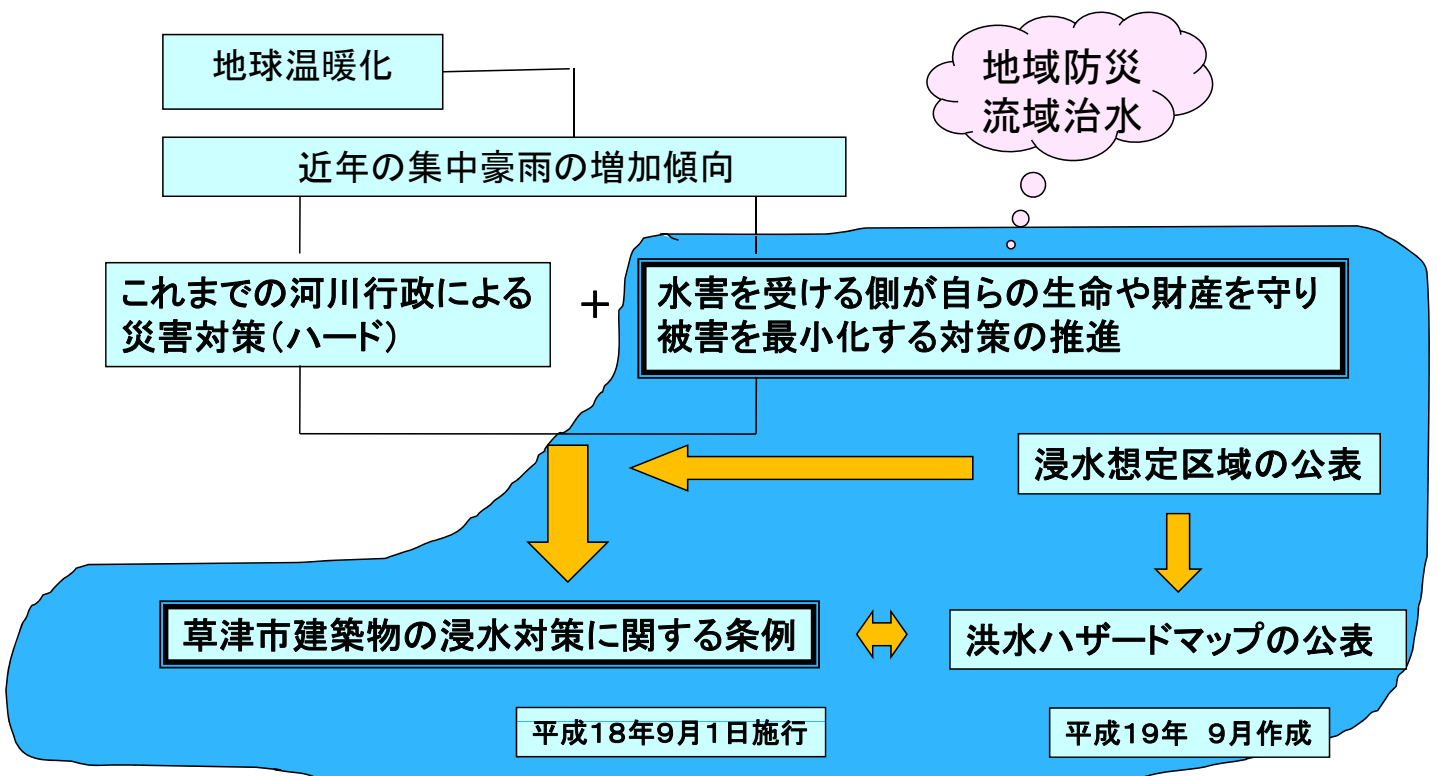 地球温暖化
地域防災
流域治水
近年の集中豪雨の増加傾向
これまでの河川行政による
災害対策(ハード)
+
水害を受ける側が自らの生命や財産を守り
被害を最小化する対策の推進
浸水想定区域の公表
草津市建築物の浸水対策に関する条例
洪水ハザードマップの公表
平成18年9月1日施行
平成19年 9月作成